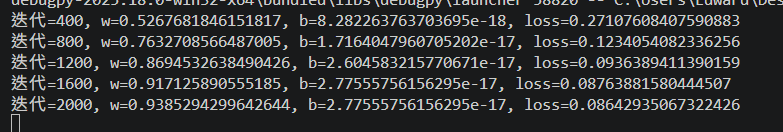 debugpy-2025.18.0-win32-x64\bundled\libs\debugpy\launcher' '58820' '--' 'C:\Users\Edward\Des
迭代=400, w=0.5267681846151817, b=8.282263763703695e-18, loss=0.27107608407590883
迭代=800, w=0.7632708566487005, b=1.7164047960705202e-17, loss=0.1234054082336256
迭代=1200, w=0.8694532638490426, b=2.604583215770671e-17, loss=0.0936389411390159
迭代=1600, w=0.917125890555185, b=2.77555756156295e-17, loss=0.08763881580444507
迭代=2000, w=0.9385294299642644, b=2.77555756156295e-17, loss=0.08642935067322426